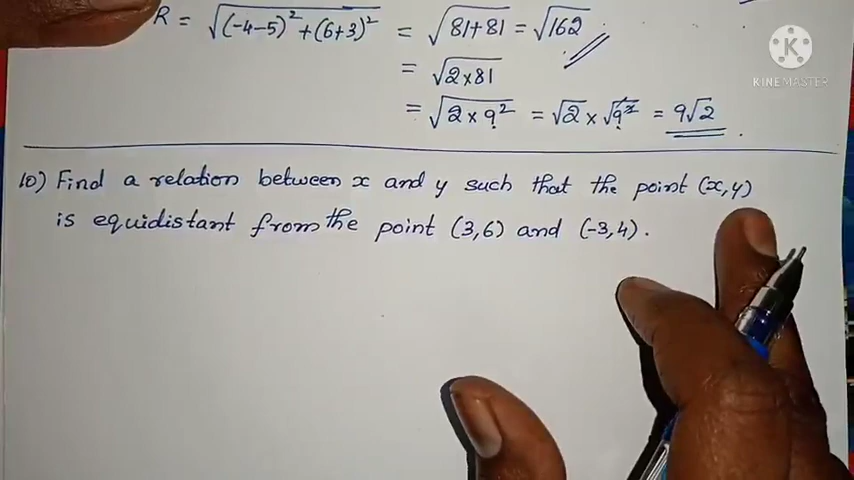 R = √(-4-5)² + (6+3)² = √81+81 = √162
= √2×81
= √2×9² = √2 × √9² = 9√2
10) Find a relation between x and y such that the point (x,y)
is equidistant from the point (3,6) and (-3,4).
K
KINEMASTER